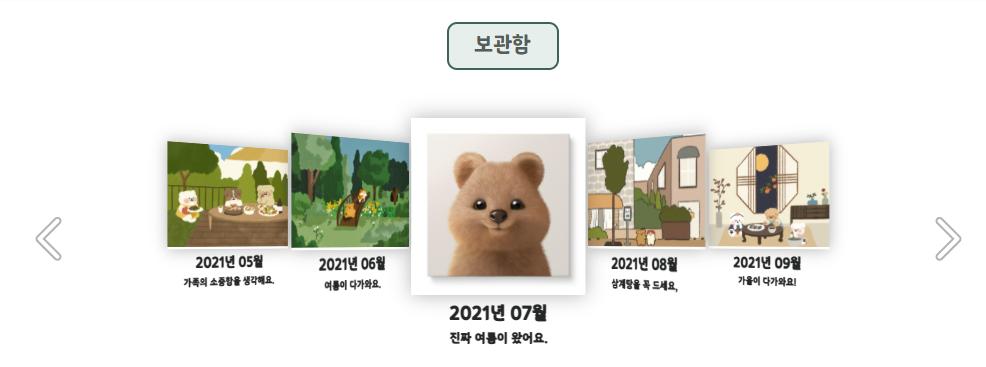 보관함
2021년 05월
가족의 소중함을 생각해요.
2021년 06월
여름이 다가와요.
2021년 07월
진짜 여름이 왔어요.
2021년 08월
삼계탕을 꼭 드세요,
2021년 09월
가을이 다가와요!